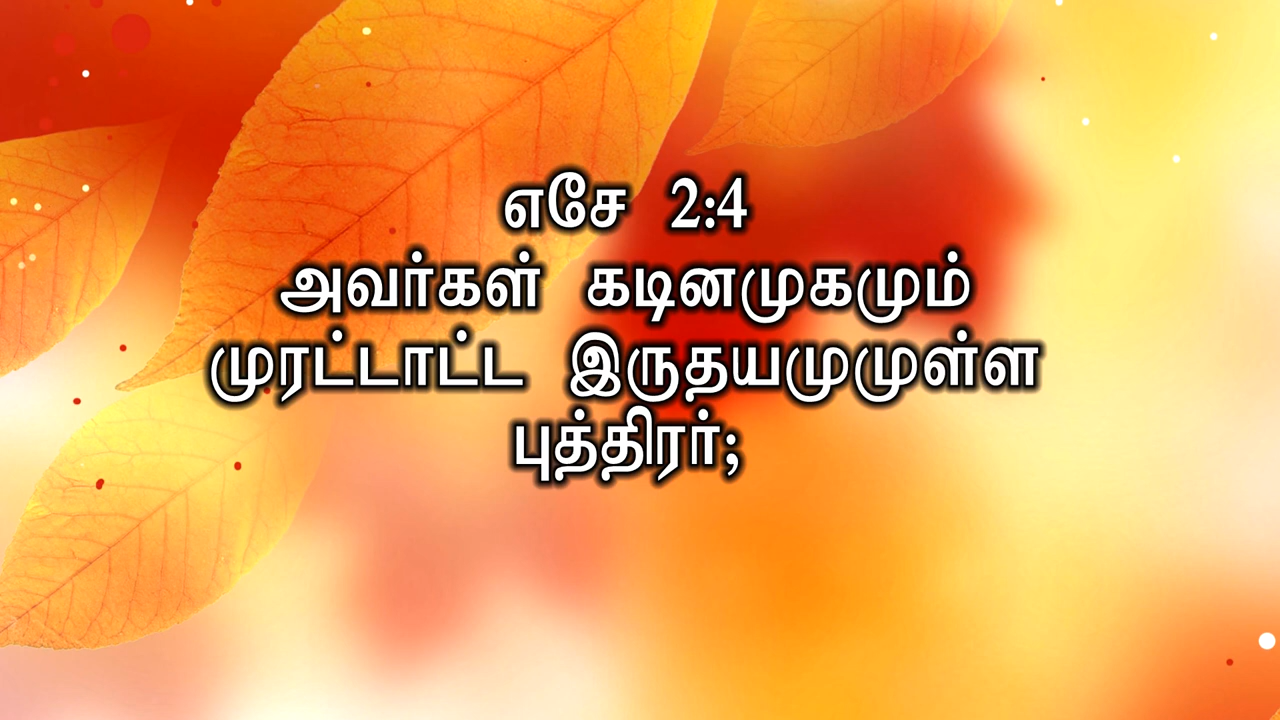 எசே 2:4
அவர்கள் கடினமுகமும்
முரட்டாட்ட இருதயமுமுள்ள
புத்திரர்;